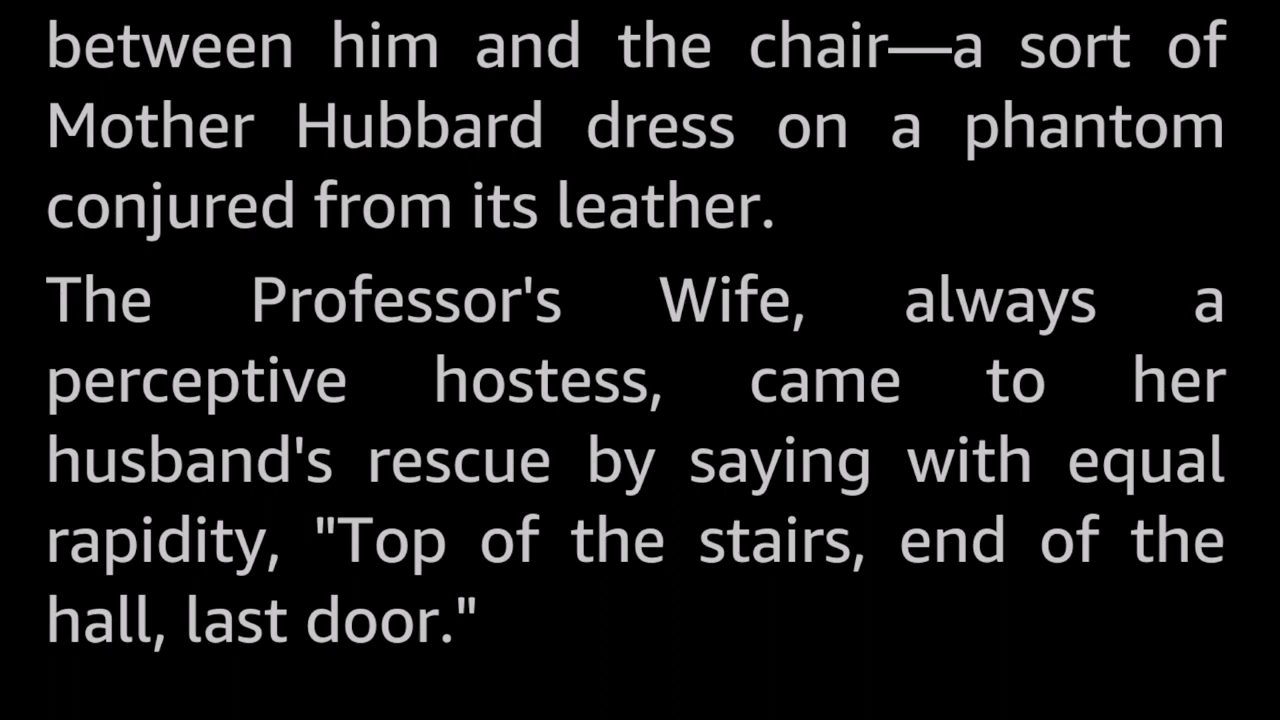 between him and the chair—a sort of
Mother Hubbard dress on a phantom
conjured from its leather.
The Professor's Wife, always a
perceptive hostess, came to her
husband's rescue by saying with equal
rapidity, "Top of the stairs, end of the
hall, last door."